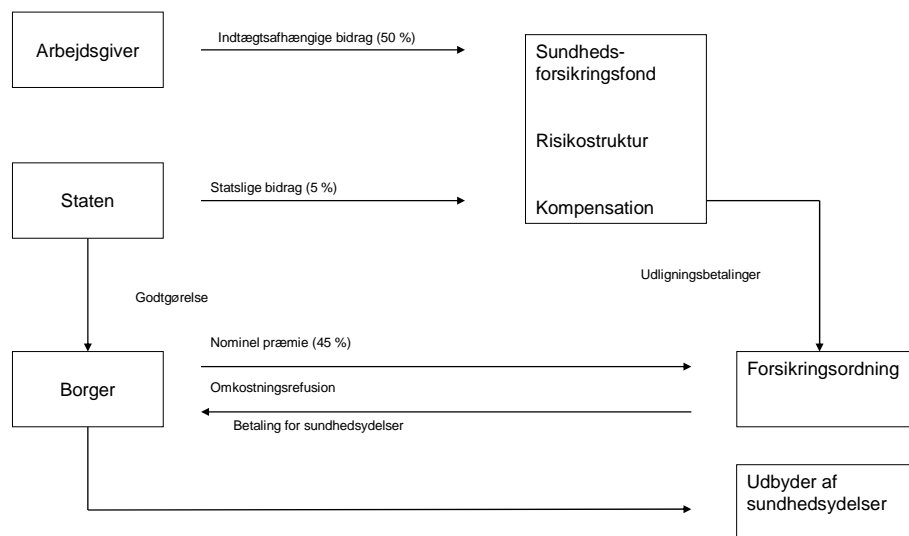 Arbejdsgiver
Indtægtsafhængige bidrag (50 %)
Sundheds-
forsikringsfond
Risikostruktur
Kompensation
Staten
Statslige bidrag (5 %)
Udligningsbetalinger
Godtgørelse
Nominel præmie (45 %)
Borger
Omkostningsrefusion
Betaling for sundhedsydelser
Forsikringsordning
Udbyder af
sundhedsydelser